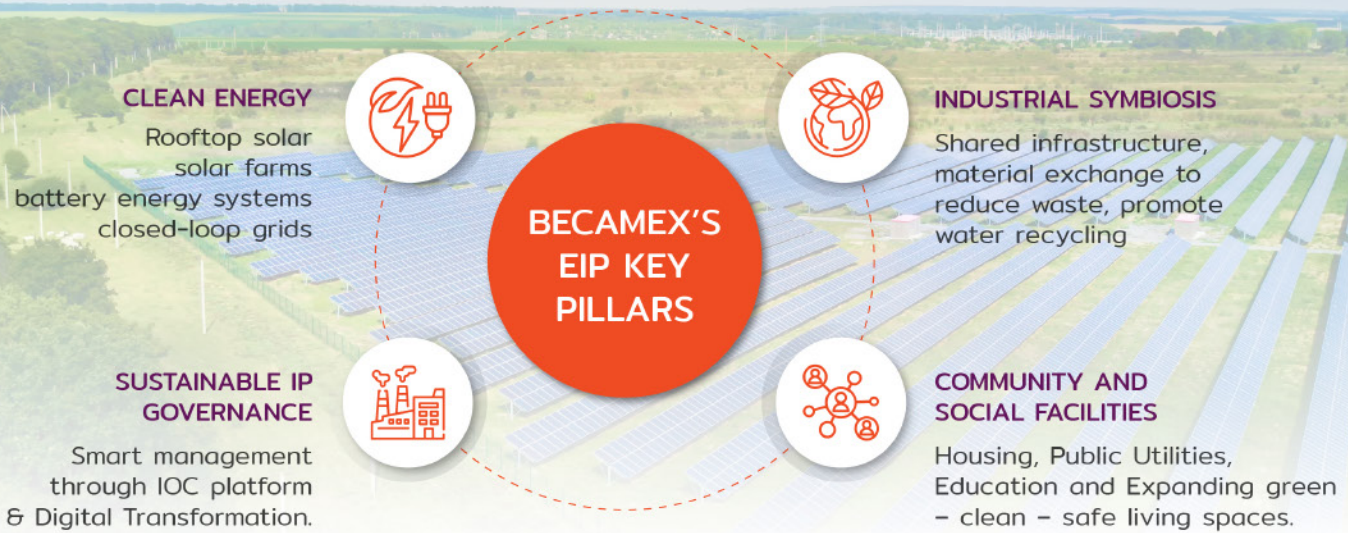 CLEAN ENERGY
Rooftop solar
solar farms
battery energy systems
closed-loop grids
INDUSTRIAL SYMBIOSIS
Shared infrastructure,
material exchange to
reduce waste, promote
water recycling
BECAMEX'S
EIP KEY
PILLARS
SUSTAINABLE IP
GOVERNANCE
Smart management
through IOC platform
& Digital Transformation.
COMMUNITY AND
SOCIAL FACILITIES
Housing, Public Utilities,
Education and Expanding green
– clean – safe living spaces.